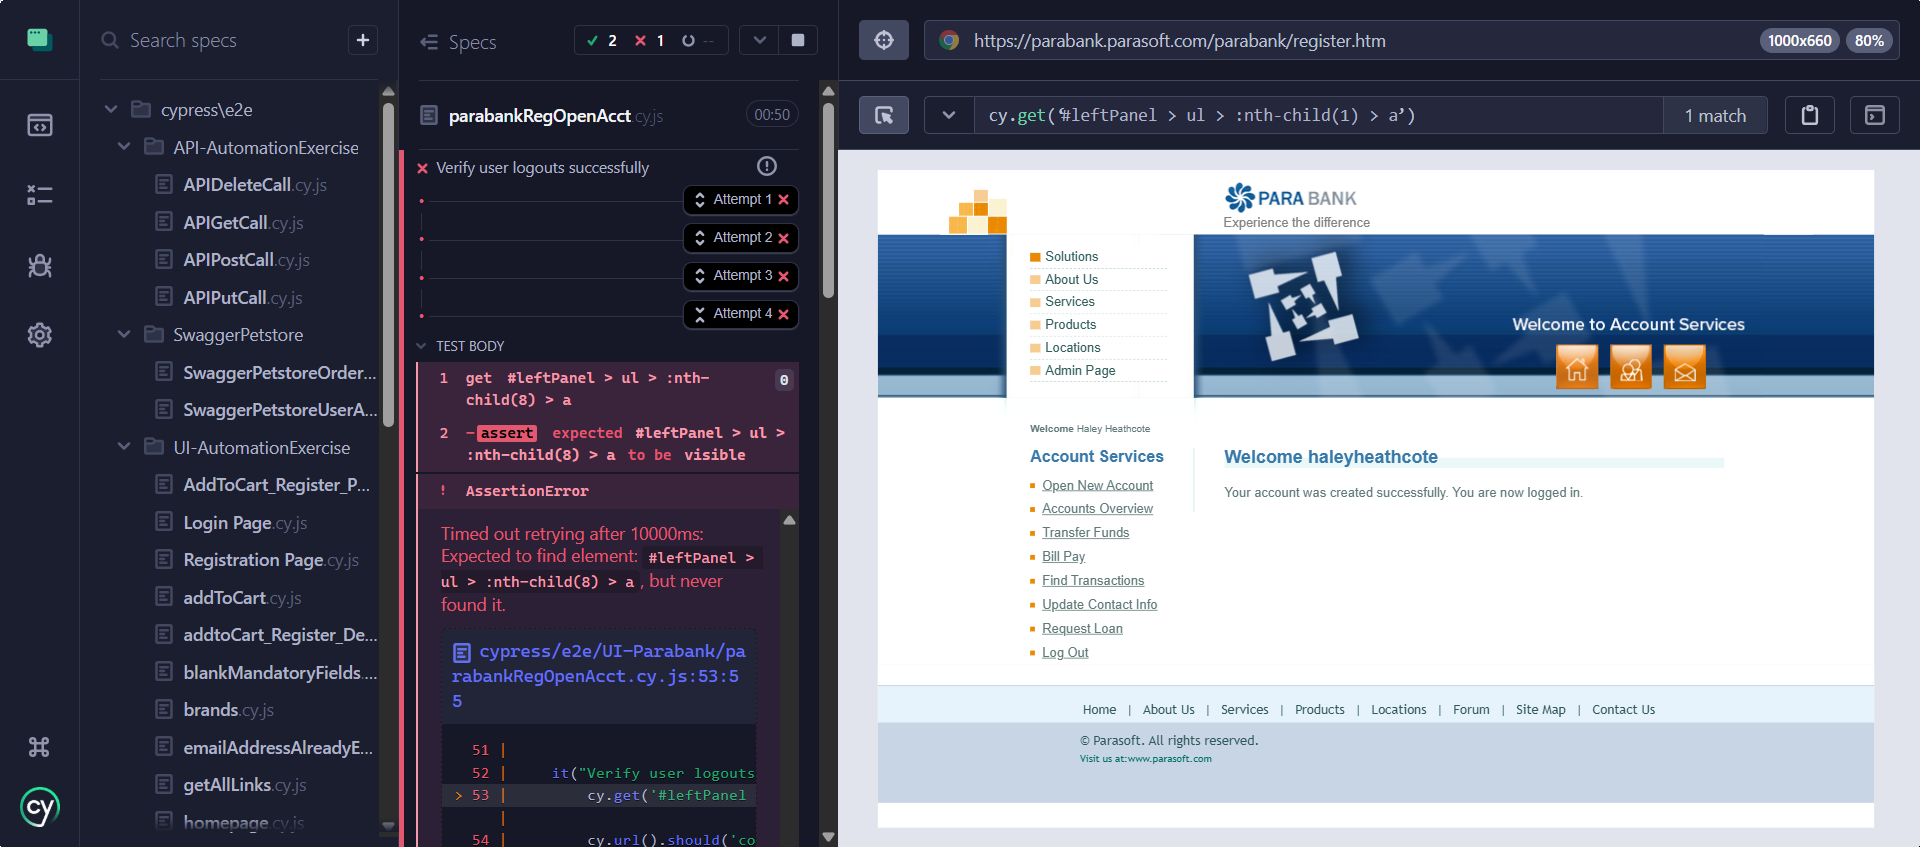 Search specs
+
cypress\e2e
API-AutomationExercise
APIDeleteCall.cy.js
APIGetCall.cy.js
APIPostCall.cy.js
APIPutCall.cy.js
SwaggerPetstore
SwaggerPetstoreOrder...
SwaggerPetstoreUserA...
UI-AutomationExercise
AddToCart_Register_P...
Login Page.cy.js
Registration Page.cy.js
addToCart.cy.js
addtoCart_Register_De...
blankMandatoryFields....
brands.cy.js
emailAddressAlreadyE...
getAllLinks.cy.js
homepage.cy.js
cy
Specs
2 1 --
parabankRegOpenAcct.cy.js 00:50
Verify user logouts successfully
Attempt 1
Attempt 2
Attempt 3
Attempt 4
TEST BODY
1 get #leftPanel > ul > :nth-
child(8) > a
0
2 -assert expected #leftPanel > ul >
:nth-child(8) > a to be visible
! AssertionError
Timed out retrying after 10000ms:
Expected to find element: #leftPanel >
ul > :nth-child(8) > a, but never
found it.
cypress/e2e/UI-Parabank/pa
rabankRegOpenAcct.cy.js:53:5
5
51 |
52 | it("Verify user logouts
> 53 | cy.get('#leftPanel
|
54 | cy.url().should('co
https://parabank.parasoft.com/parabank/register.htm
1000x660 80%
cy.get('#leftPanel > ul > :nth-child(1) > a')
1 match
PARA BANK
Experience the difference
Solutions
About Us
Services
Products
Locations
Admin Page
Welcome to Account Services
Welcome Haley Heathcote
Account Services
Open New Account
Accounts Overview
Transfer Funds
Bill Pay
Find Transactions
Update Contact Info
Request Loan
Log Out
Welcome haleyheathcote
Your account was created successfully. You are now logged in.
Home | About Us | Services | Products | Locations | Forum | Site Map | Contact Us
© Parasoft. All rights reserved.
Visit us at:www.parasoft.com